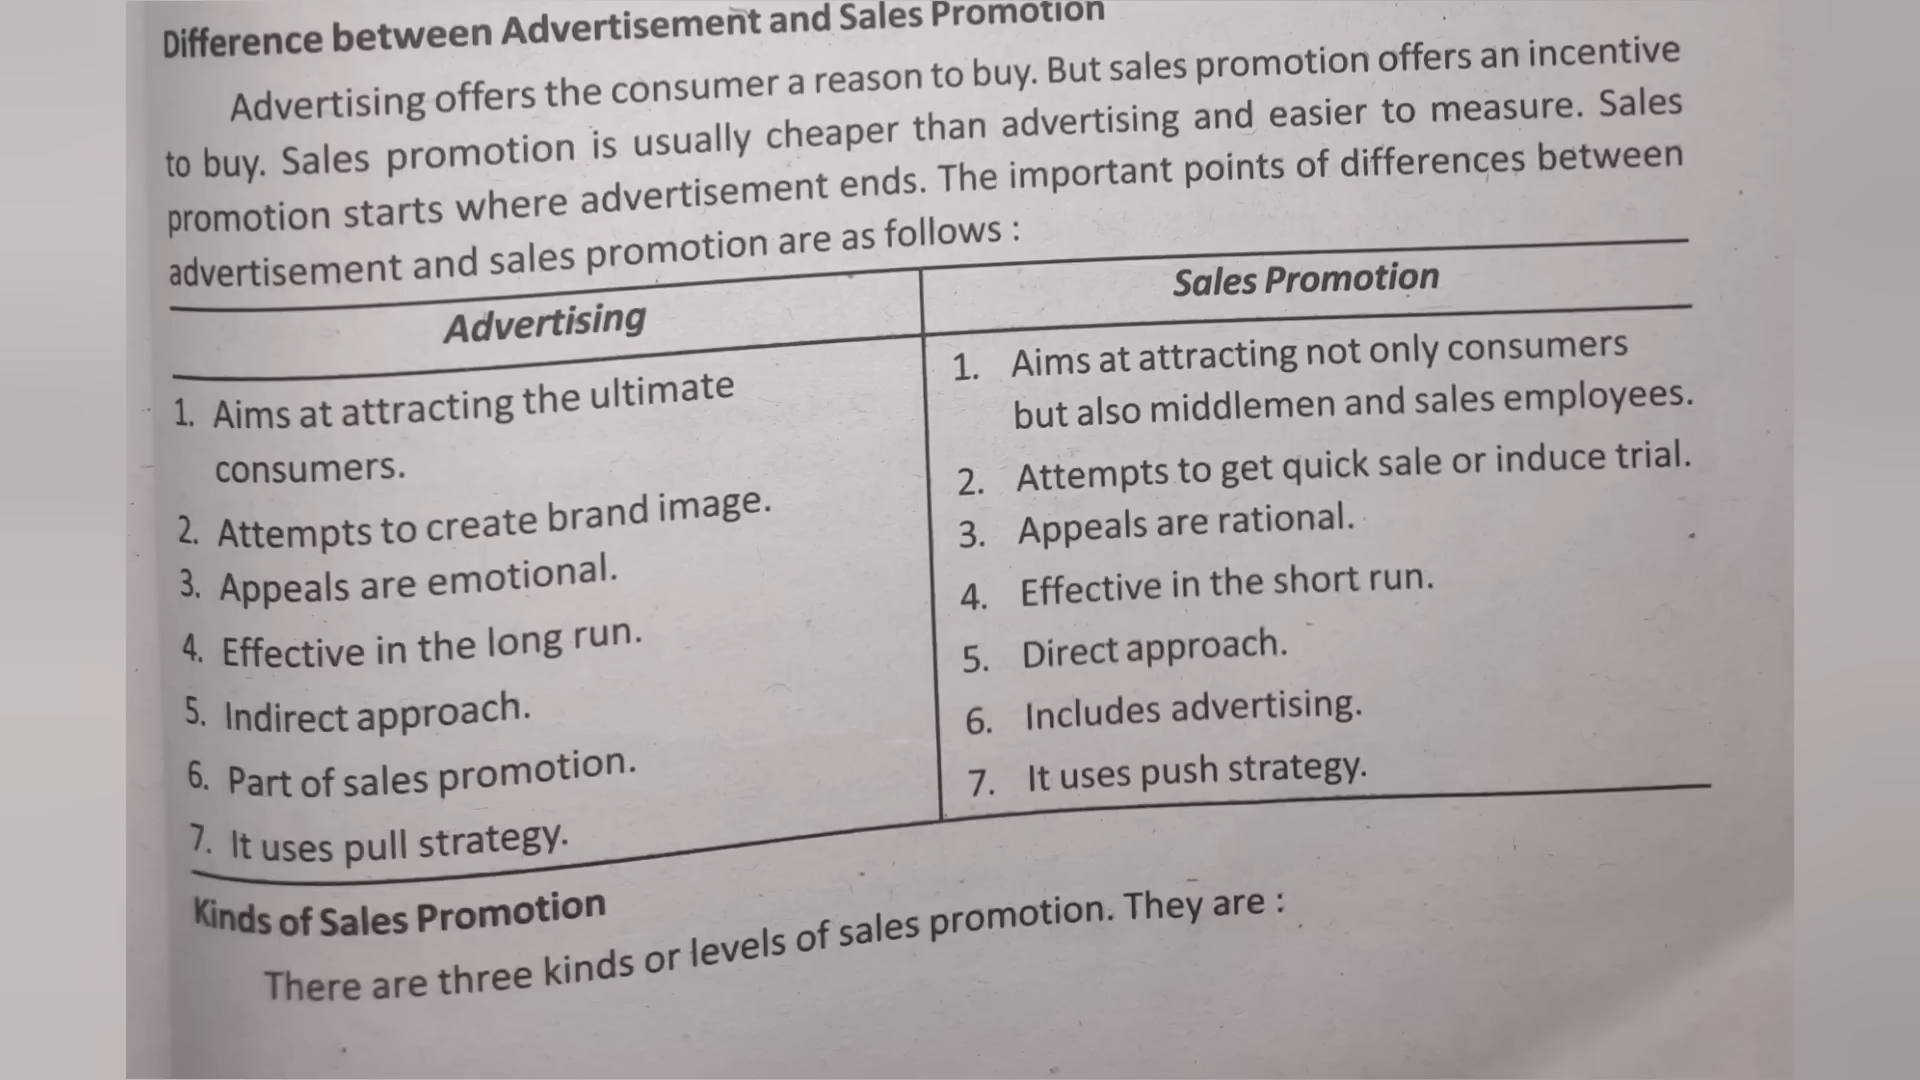 Difference between Advertisement and Sales Promotion
Advertising offers the consumer a reason to buy. But sales promotion offers an incentive
to buy. Sales promotion is usually cheaper than advertising and easier to measure. Sales
promotion starts where advertisement ends. The important points of differences between
advertisement and sales promotion are as follows :
Advertising
1. Aims at attracting the ultimate
consumers.
2. Attempts to create brand image.
3. Appeals are emotional.
4. Effective in the long run.
5. Indirect approach.
6. Part of sales promotion.
7. It uses pull strategy.
Sales Promotion
1. Aims at attracting not only consumers
but also middlemen and sales employees.
2. Attempts to get quick sale or induce trial.
3. Appeals are rational.
4. Effective in the short run.
5. Direct approach.
6. Includes advertising.
7. It uses push strategy.
Kinds of Sales Promotion
There are three kinds or levels of sales promotion. They are :